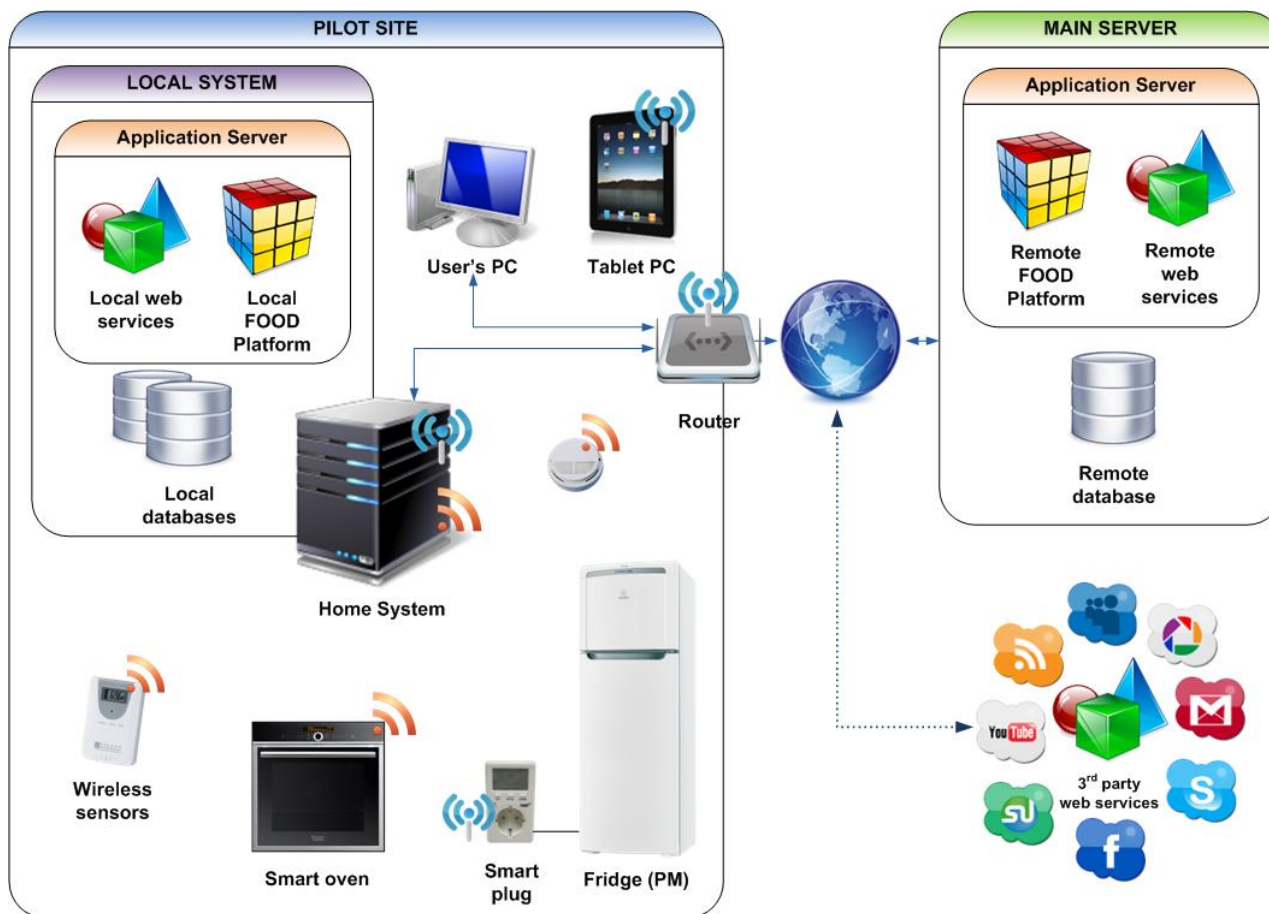 PILOT SITE
LOCAL SYSTEM
Application Server
Local web
services
Local
FOOD
Platform
Local
databases
User's PC
Tablet PC
Router
Home System
Wireless
sensors
Smart oven
Smart
plug
Fridge (PM)
MAIN SERVER
Application Server
Remote
FOOD
Platform
Remote
web
services
Remote
database
You Tube
3rd party
web services